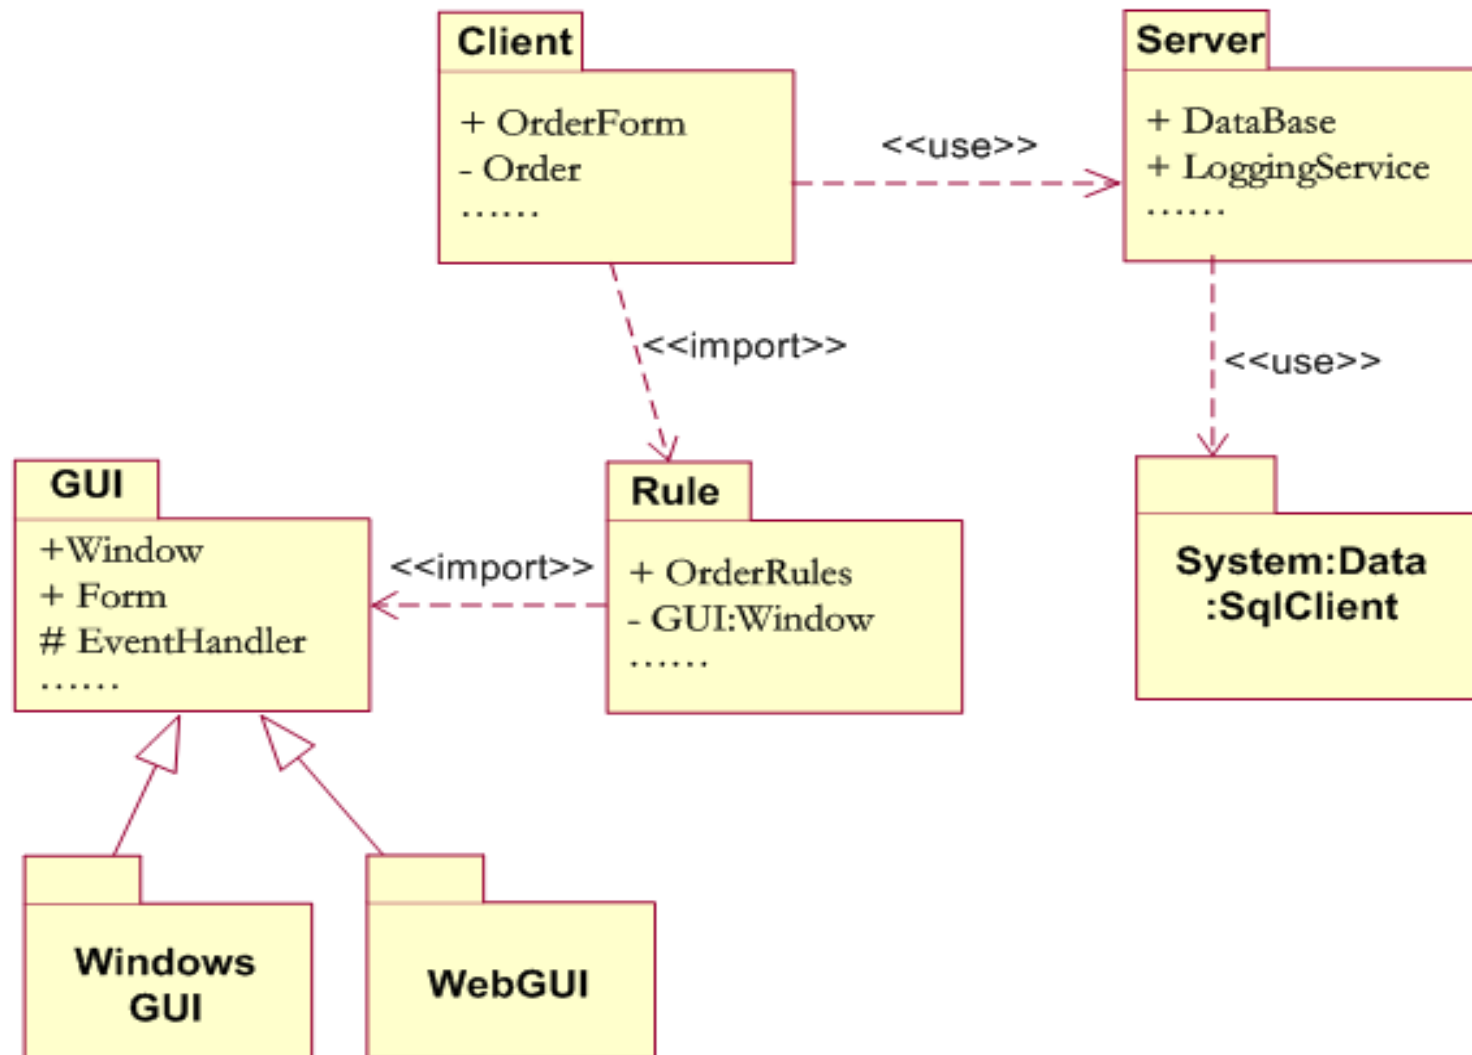 Client
+ OrderForm
- Order
……
<<use>>
Server
+ DataBase
+ LoggingService
……
<<import>>
<<use>>
GUI
+Window
+ Form
# EventHandler
……
<<import>>
Rule
+ OrderRules
- GUI:Window
……
System:Data
:SqlClient
Windows
GUI
WebGUI